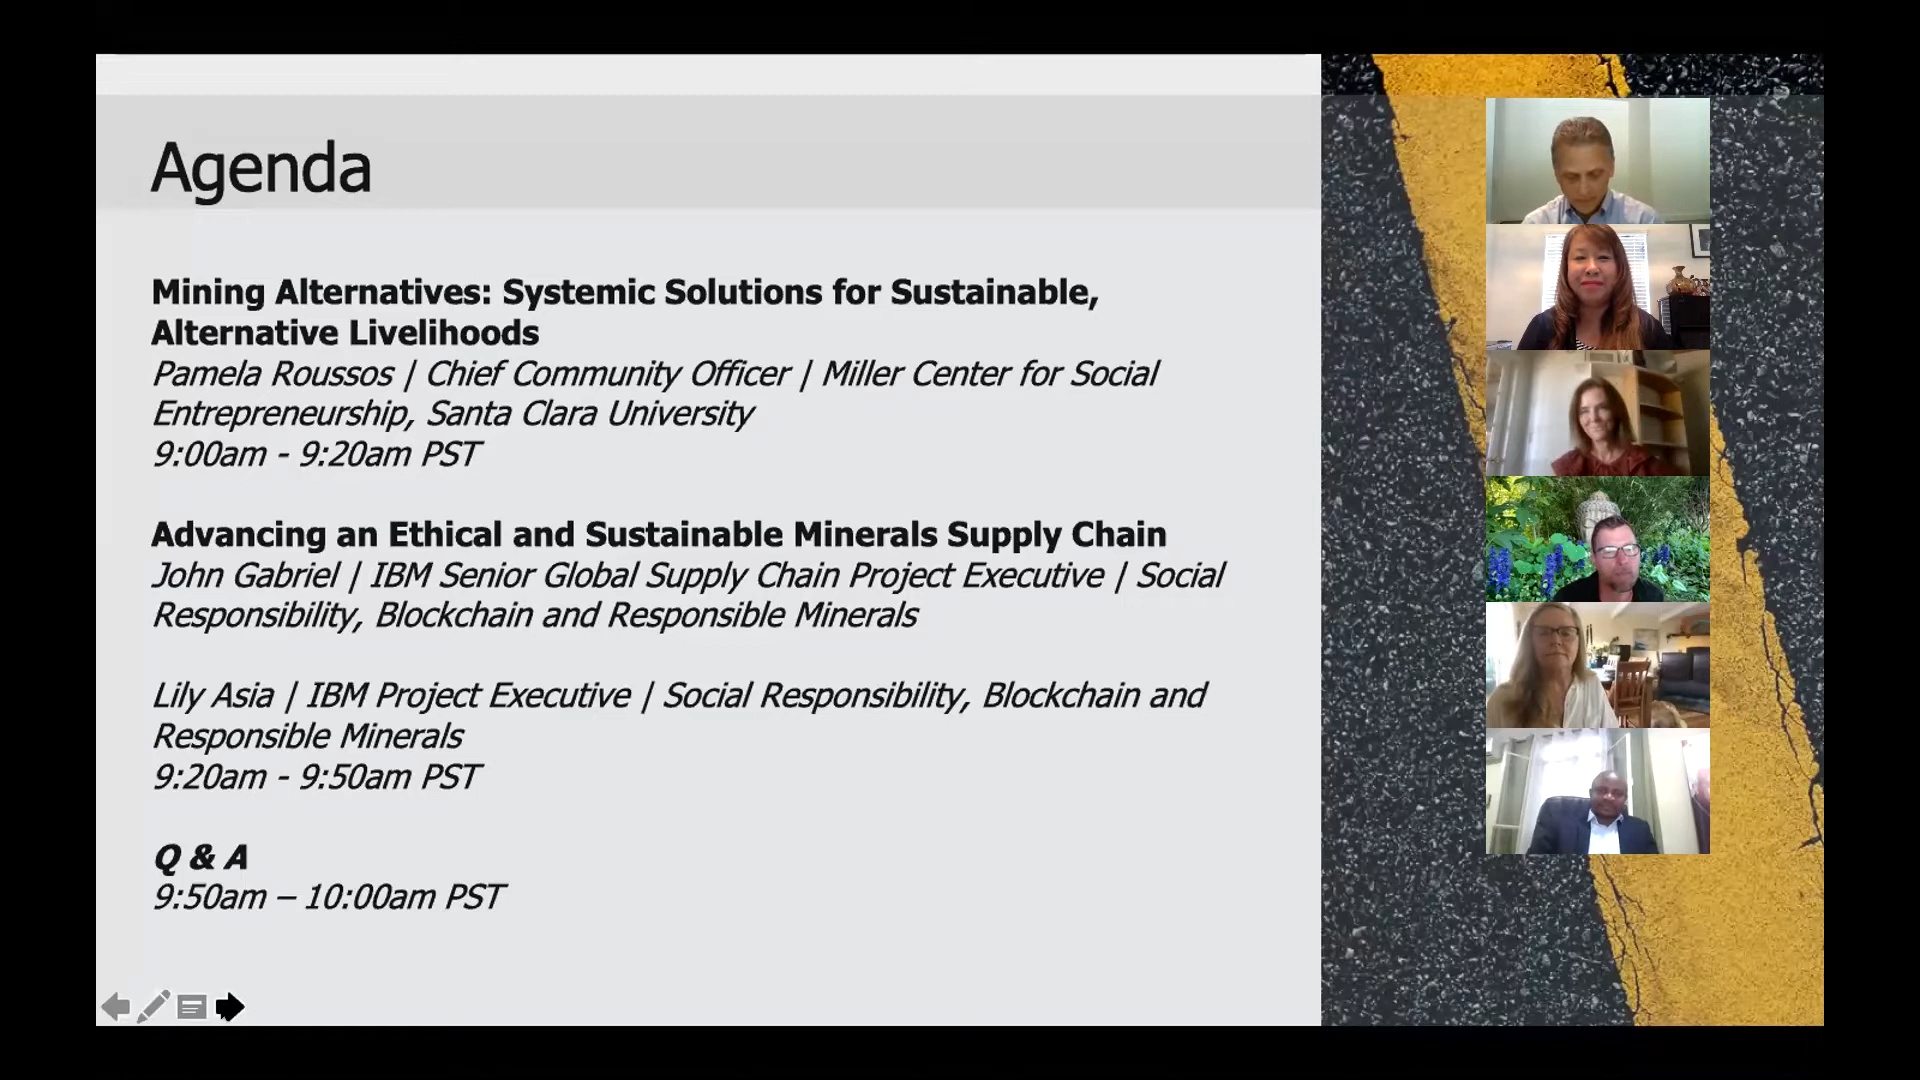 Agenda
Mining Alternatives: Systemic Solutions for Sustainable,
Alternative Livelihoods
Pamela Roussos | Chief Community Officer | Miller Center for Social
Entrepreneurship, Santa Clara University
9:00am - 9:20am PST
Advancing an Ethical and Sustainable Minerals Supply Chain
John Gabriel | IBM Senior Global Supply Chain Project Executive | Social
Responsibility, Blockchain and Responsible Minerals
Lily Asia | IBM Project Executive | Social Responsibility, Blockchain and
Responsible Minerals
9:20am - 9:50am PST
Q & A
9:50am – 10:00am PST